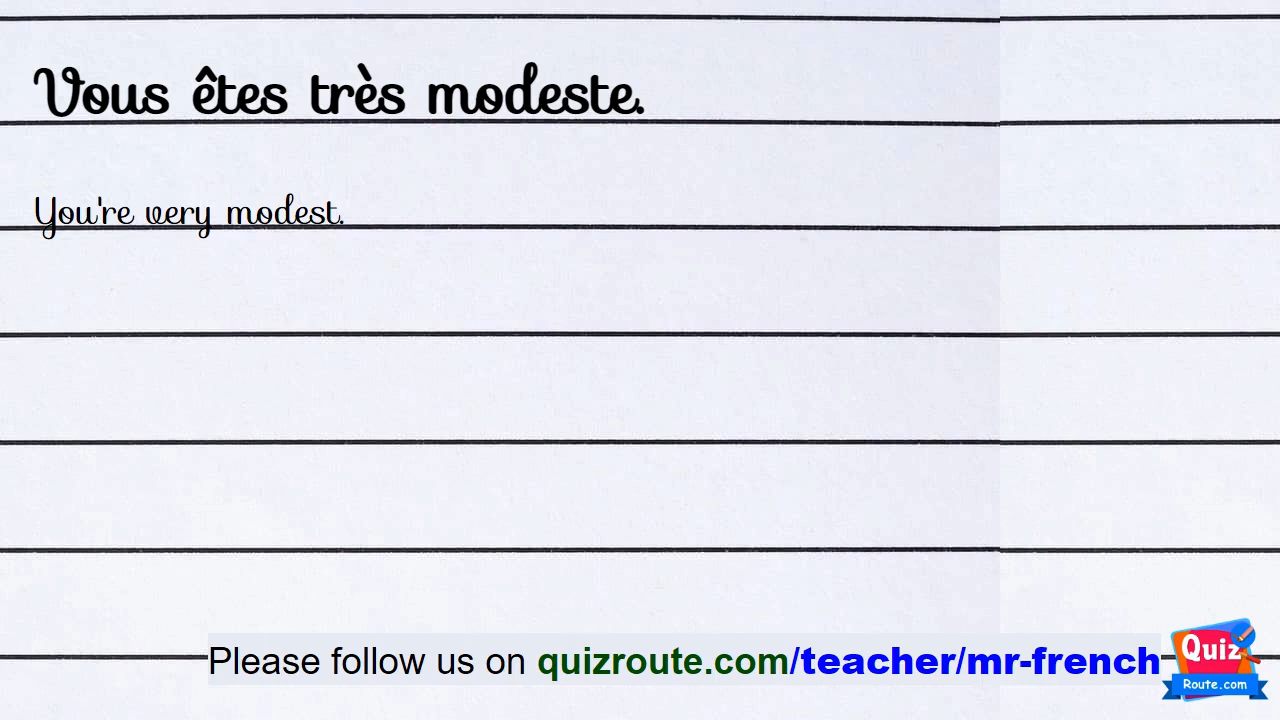 Vous êtes très modeste.
You're very modest.
Please follow us on quizroute.com/teacher/mr-french
Quiz
Route.com